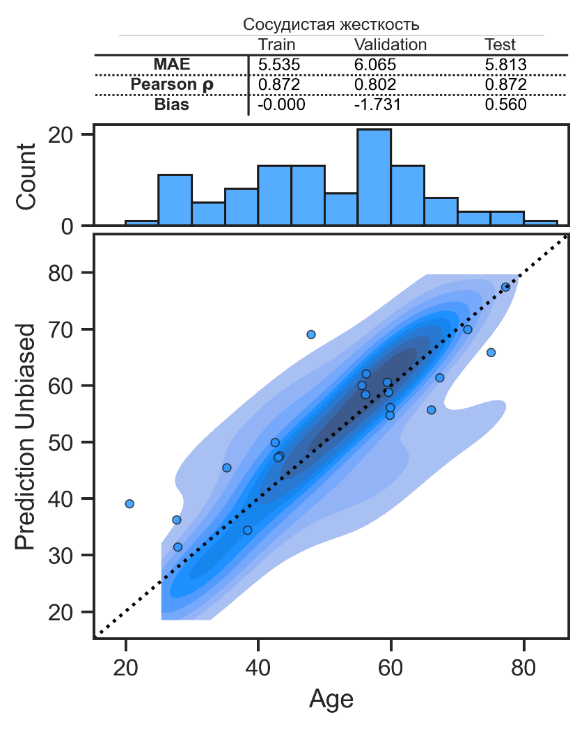 Сосудистая жесткость
Train Validation Test
MAE 5.535 6.065 5.813
Pearson ρ 0.872 0.802 0.872
Bias -0.000 -1.731 0.560
20
0
Count
80
70
60
50
40
30
20
Prediction Unbiased
20 40 60 80
Age